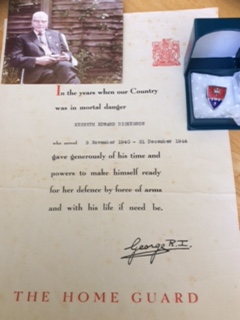 In the years when our Country
was in mortal danger
KENNETH EDWARD
who served 5 November 1940 - 31 December 1944
gave generously of his time and
powers to make himself ready
for her defence by force of arms
and with his life if need be.
George R.I.
THE HOME GUARD